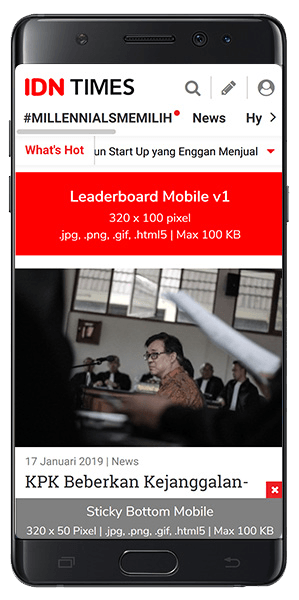 IDN TIMES
#MILLENNIALSMEMILIH News Hy
What's Hot un Start Up yang Enggan Menjual
Leaderboard Mobile v1
320 x 100 pixel
.jpg, .png, .gif, .html5 | Max 100 KB
17 Januari 2019 | News
KPK Beberkan Kejanggalan-
Sticky Bottom Mobile
320 x 50 Pixel | .jpg, .png, .gif, .html5 | Max 100 KB